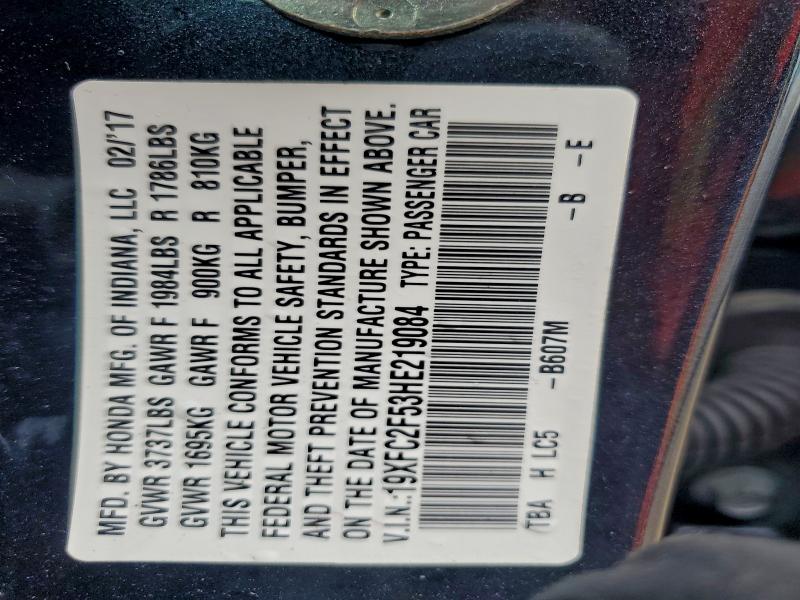 MFD. BY HONDA MFG. OF INDIANA, LLC 02/'17
GVWR 3737LBS GAWR F 1984LBS R 1786LBS
GVWR 1695KG GAWR F 900KG R 810KG
THIS VEHICLE CONFORMS TO ALL APPLICABLE
FEDERAL MOTOR VEHICLE SAFETY, BUMPER,
AND THEFT PREVENTION STANDARDS IN EFFECT
ON THE DATE OF MANUFACTURE SHOWN ABOVE.
V.I.N.:19XFC2F53HE219084 TYPE: PASSENGER CAR
TBA H LC5 -B607M -B -E